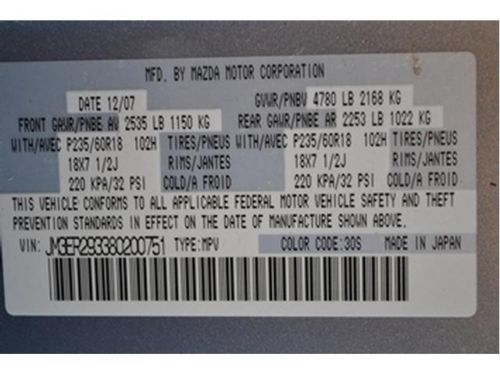 MFD. BY MAZDA MOTOR CORPORATION
DATE 12/07 GVWR/PNBV 4780 LB 2168 KG
FRONT GAWR/PNBE AV 2535 LB 1150 KG REAR GAWR/PNBE AR 2253 LB 1022 KG
WITH/AVEC P235/60R18 102H TIRES/PNEUS WITH/AVEC P235/60R18 102H TIRES/PNEUS
18X7 1/2J RIMS/JANTES 18X7 1/2J RIMS/JANTES
220 KPA/32 PSI COLD/A FROID 220 KPA/32 PSI COLD/A FROID
THIS VEHICLE CONFORMS TO ALL APPLICABLE FEDERAL MOTOR VEHICLE SAFETY AND THEFT
PREVENTION STANDARDS IN EFFECT ON THE DATE OF MANUFACTURE SHOWN ABOVE.
VIN: JM3ER293380200751 TYPE:MPV COLOR CODE:30S MADE IN JAPAN